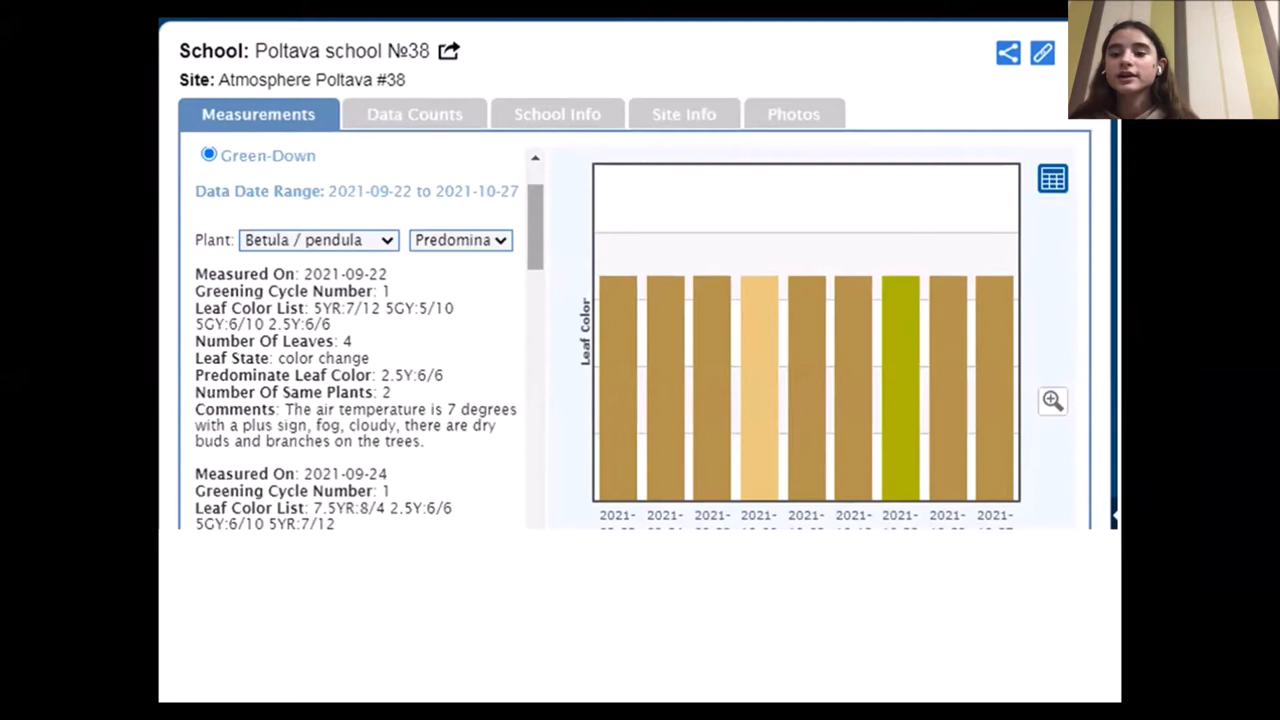 School: Poltava school №38
Site: Atmosphere Poltava #38
Measurements
Data Counts
School Info
Site Info
Photos
Green-Down
Data Date Range: 2021-09-22 to 2021-10-27
Plant: Betula / pendula Predomina
Measured On: 2021-09-22
Greening Cycle Number: 1
Leaf Color List: 5YR:7/12 5GY:5/10
5GY:6/10 2.5Y:6/6
Number Of Leaves: 4
Leaf State: color change
Predominate Leaf Color: 2.5Y:6/6
Number Of Same Plants: 2
Comments: The air temperature is 7 degrees
with a plus sign, fog, cloudy, there are dry
buds and branches on the trees.
Measured On: 2021-09-24
Greening Cycle Number: 1
Leaf Color List: 7.5YR:8/4 2.5Y:6/6
5GY:6/10 5YR:7/12
Leaf Color
2021- 2021- 2021- 2021- 2021- 2021- 2021- 2021- 2021-